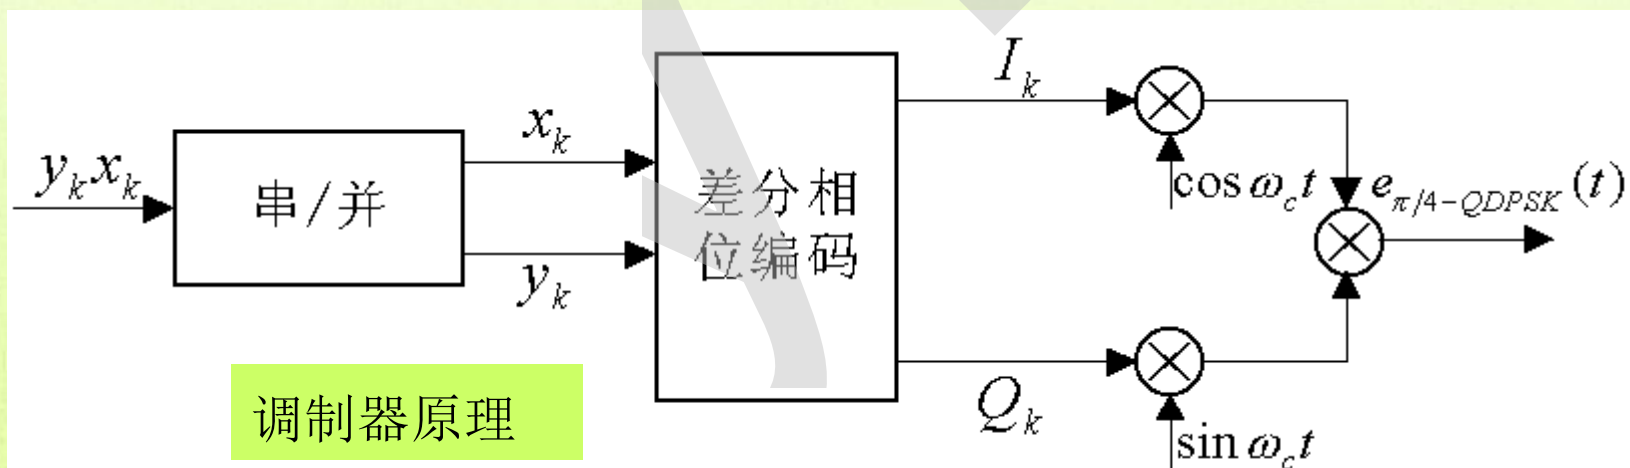 y_k x_k
串/并
x_k
y_k
差分相
位编码
I_k
cos ω_c t
e_{π/4-QDPSK}(t)
Q_k
sin ω_c t
调制器原理